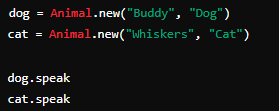 dog = Animal.new("Buddy", "Dog")
cat = Animal.new("Whiskers", "Cat")
dog.speak
cat.speak